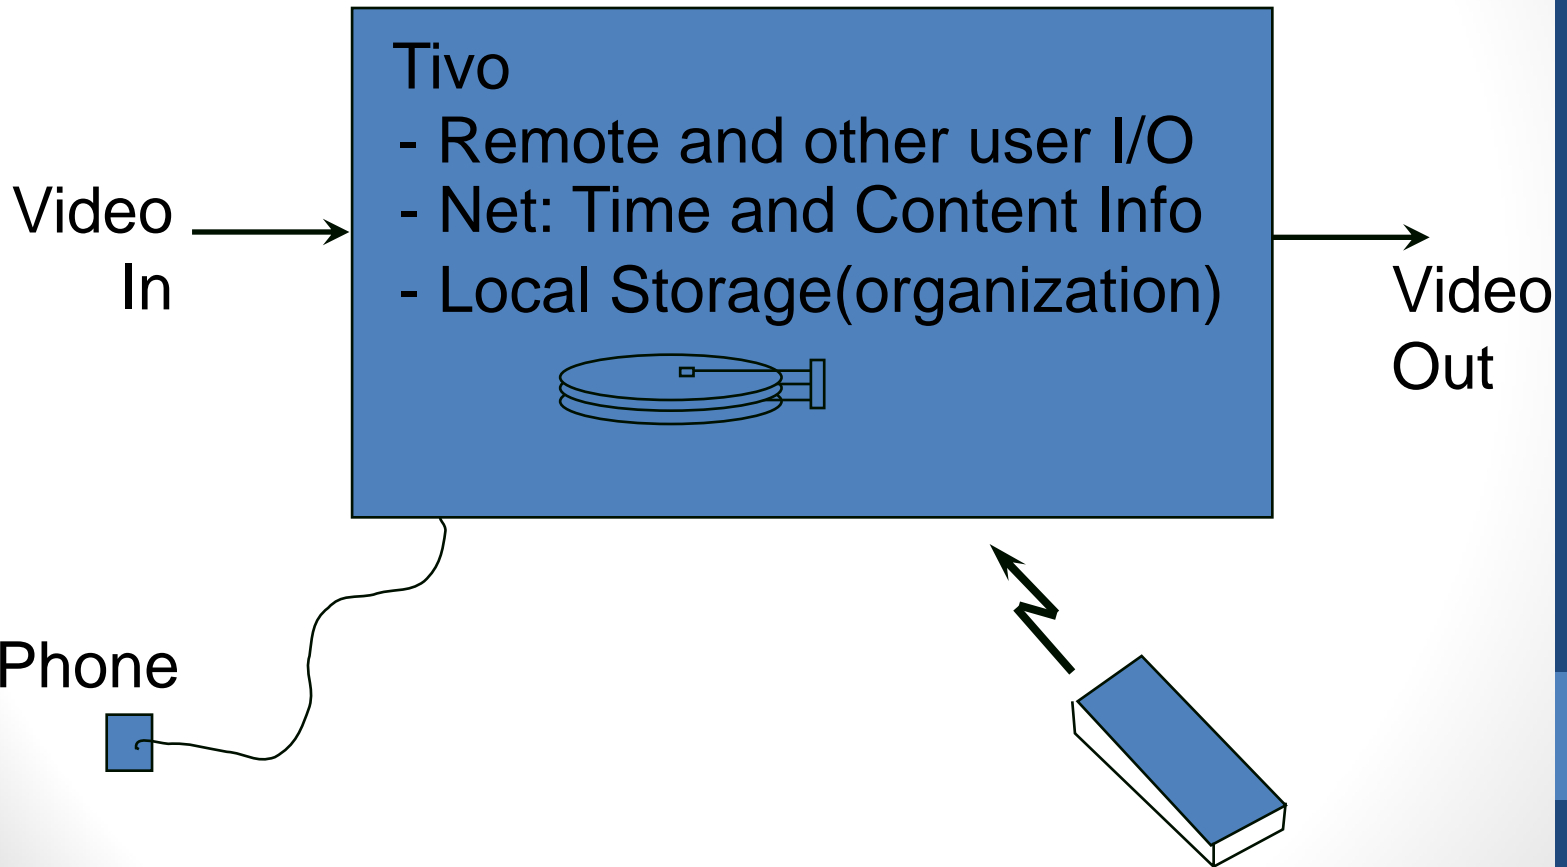 Tivo
- Remote and other user I/O
- Net: Time and Content Info
- Local Storage(organization)
Video
In
Video
Out
Phone